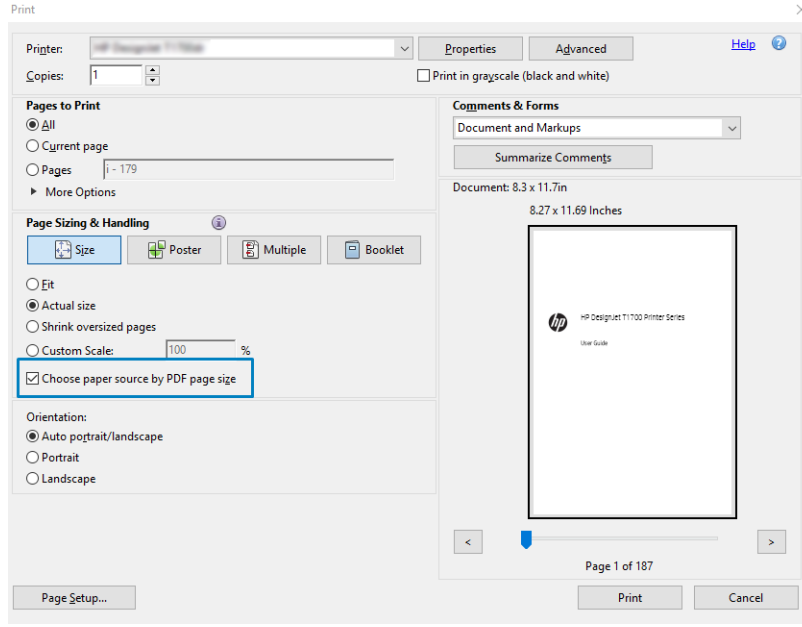 Print
Printer:
Properties
Advanced
Help
Copies:
1
Print in grayscale (black and white)
Pages to Print
All
Current page
Pages
i - 179
More Options
Comments & Forms
Document and Markups
Summarize Comments
Page Sizing & Handling
Size
Poster
Multiple
Booklet
Fit
Actual size
Shrink oversized pages
Custom Scale:
100
%
Choose paper source by PDF page size
Orientation:
Auto portrait/landscape
Portrait
Landscape
Document: 8.3 x 11.7in
8.27 x 11.69 Inches
hp
HP DesignJet T1700 Printer Series
User Guide
<
>
Page 1 of 187
Page Setup...
Print
Cancel